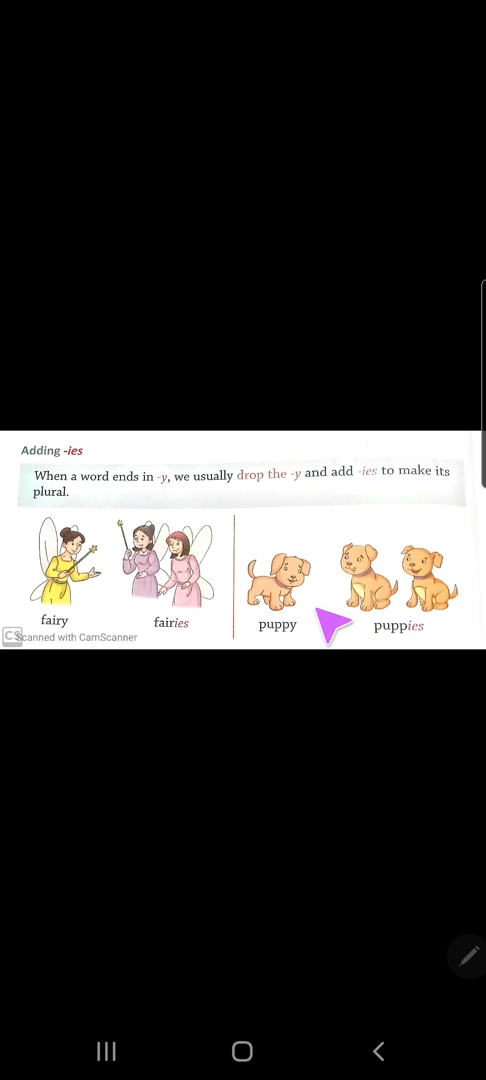 Adding -ies
When a word ends in -y, we usually drop the -y and add -ies to make its
plural.
fairy
fairies
puppy
puppies
CS Scanned with CamScanner